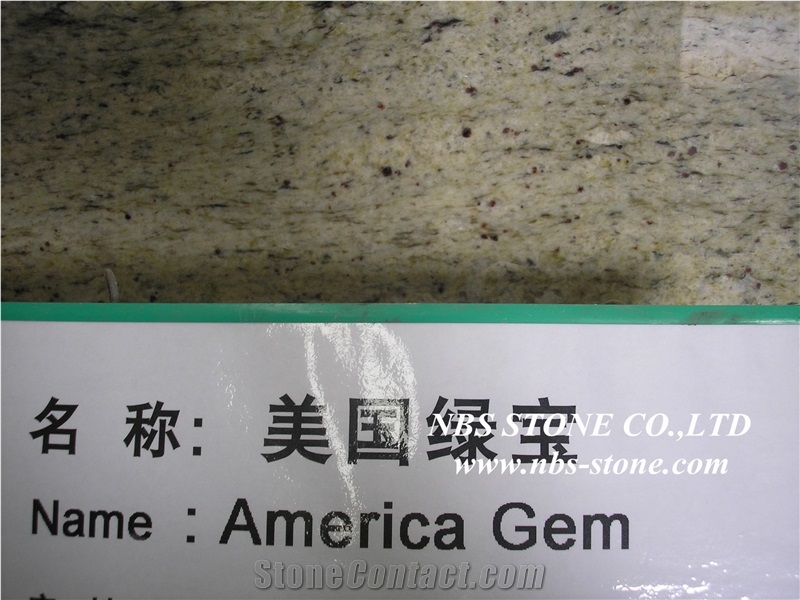 名 称: 美国绿宝
NBS STONE CO.,LTD
www.nbs-stone.com
Name : America Gem
StoneContact.com